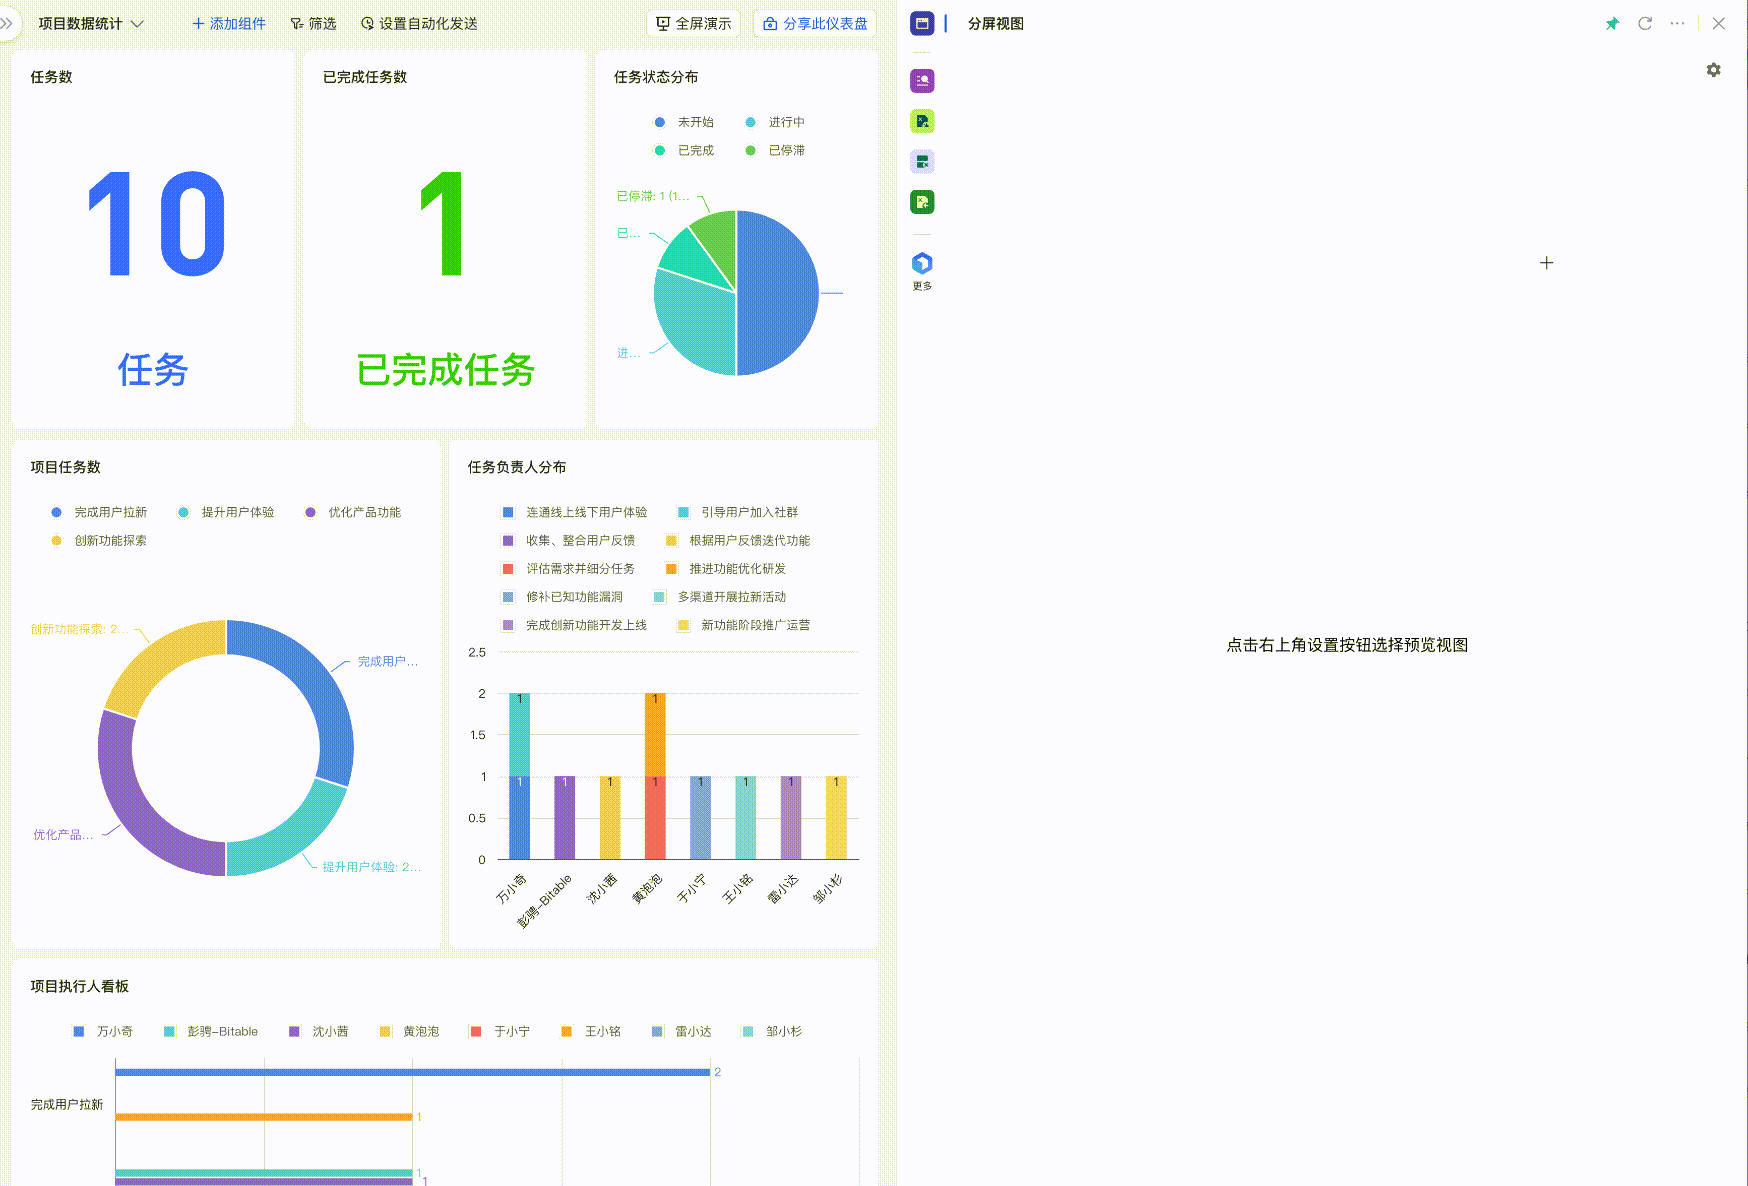 项目数据统计
添加组件
筛选
设置自动化发送
全屏演示
分享此仪表盘
分屏视图
更多
点击右上角设置按钮选择预览视图
任务数
10
任务
已完成任务数
1
已完成任务
任务状态分布
未开始 进行中
已完成 已停滞
已停滞: 1 (1...
已...
进...
项目任务数
完成用户拉新 提升用户体验 优化产品功能
创新功能探索
创新功能探索: 2...
完成用户...
优化产品...
提升用户体验: 2...
任务负责人分布
连通线上线下用户体验 引导用户加入社群
收集、整合用户反馈 根据用户反馈迭代功能
评估需求并细分任务 推进功能优化研发
修补已知功能漏洞 多渠道开展拉新活动
完成创新功能开发上线 新功能阶段推广运营
2.5
2
1 1
1.5
1
1 1 1 1 1 1 1 1
0.5
0
万小奇 彭骋-Bitable 沈小茜 黄泡泡 于小宁 王小铭 雷小达 邹小杉
项目执行人看板
万小奇 彭骋-Bitable 沈小茜 黄泡泡 于小宁 王小铭 雷小达 邹小杉
2
完成用户拉新
1
1
1